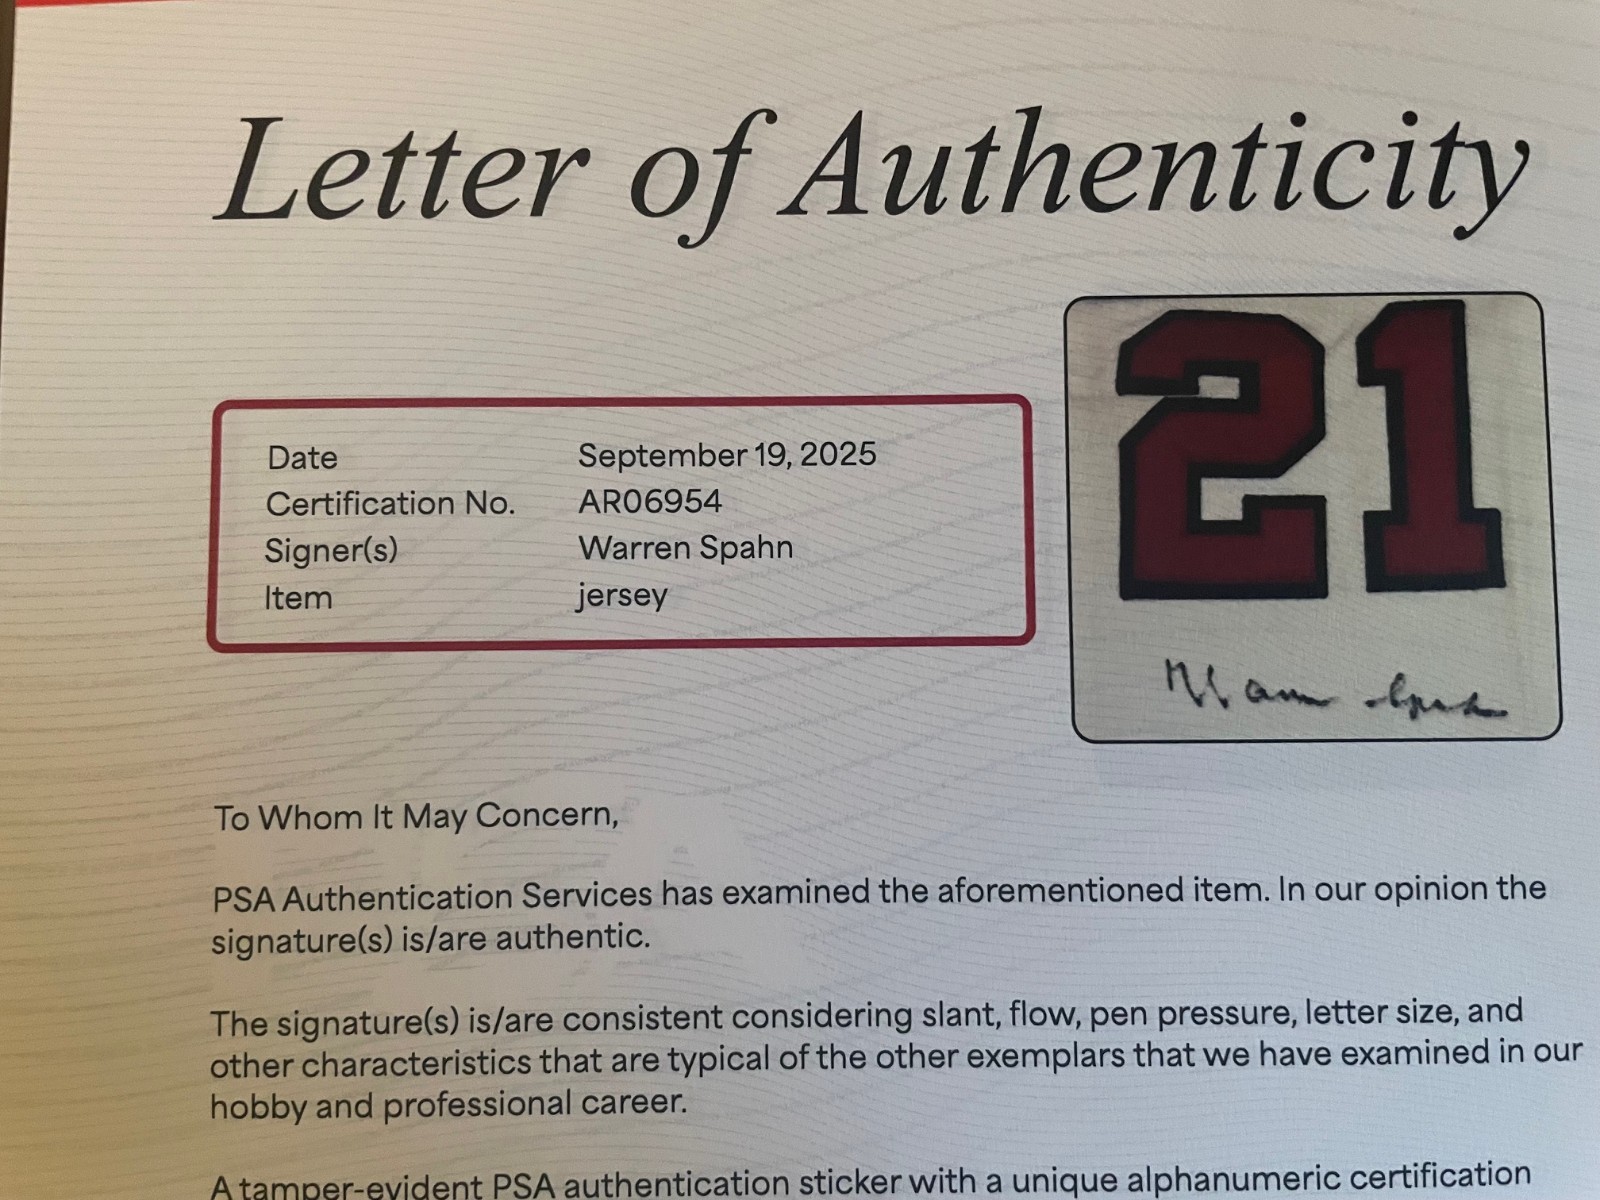 Letter of Authenticity
21
Date September 19, 2025
Certification No. AR06954
Signer(s) Warren Spahn
Item jersey
Warren Spahn
To Whom It May Concern,
PSA Authentication Services has examined the aforementioned item. In our opinion the
signature(s) is/are authentic.
The signature(s) is/are consistent considering slant, flow, pen pressure, letter size, and
other characteristics that are typical of the other exemplars that we have examined in our
hobby and professional career.
A tamper-evident PSA authentication sticker with a unique alphanumeric certification